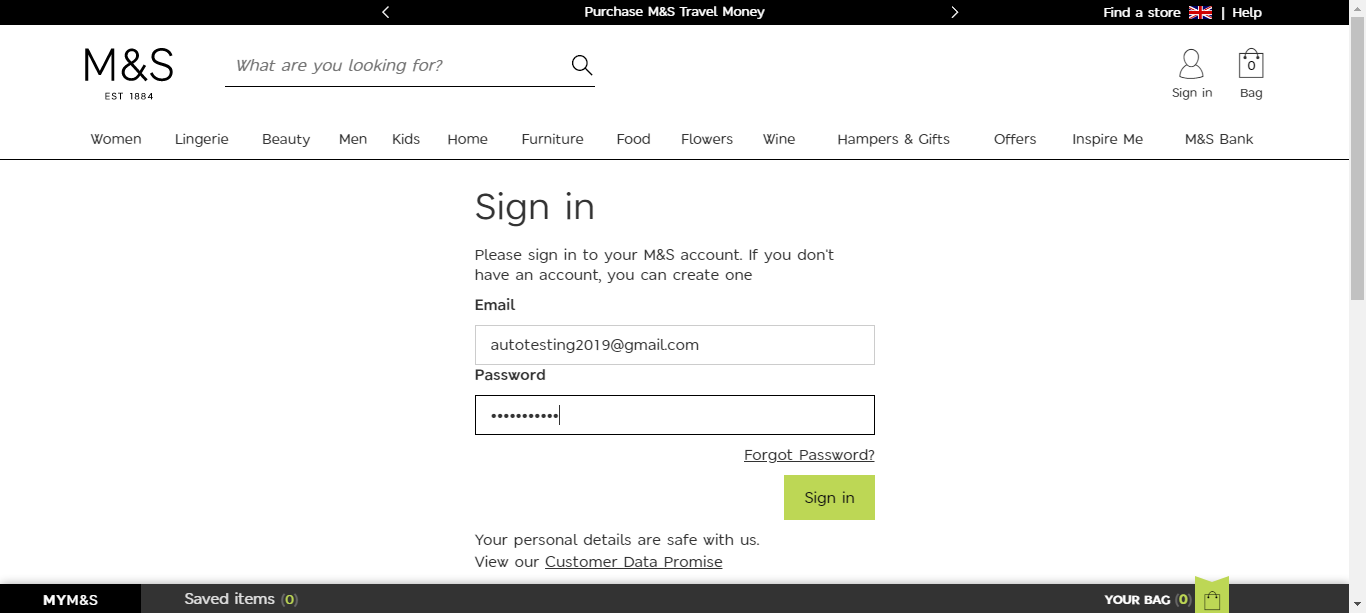 Purchase M&S Travel Money
Find a store | Help
M&S
EST 1884
What are you looking for?
0
Sign in
Bag
Women Lingerie Beauty Men Kids Home Furniture Food Flowers Wine Hampers & Gifts Offers Inspire Me M&S Bank
Sign in
Please sign in to your M&S account. If you don't
have an account, you can create one
Email
autotesting2019@gmail.com
Password
•••••••••••
Forgot Password?
Sign in
Your personal details are safe with us.
View our Customer Data Promise
MYM&S
Saved items (0)
YOUR BAG (0)